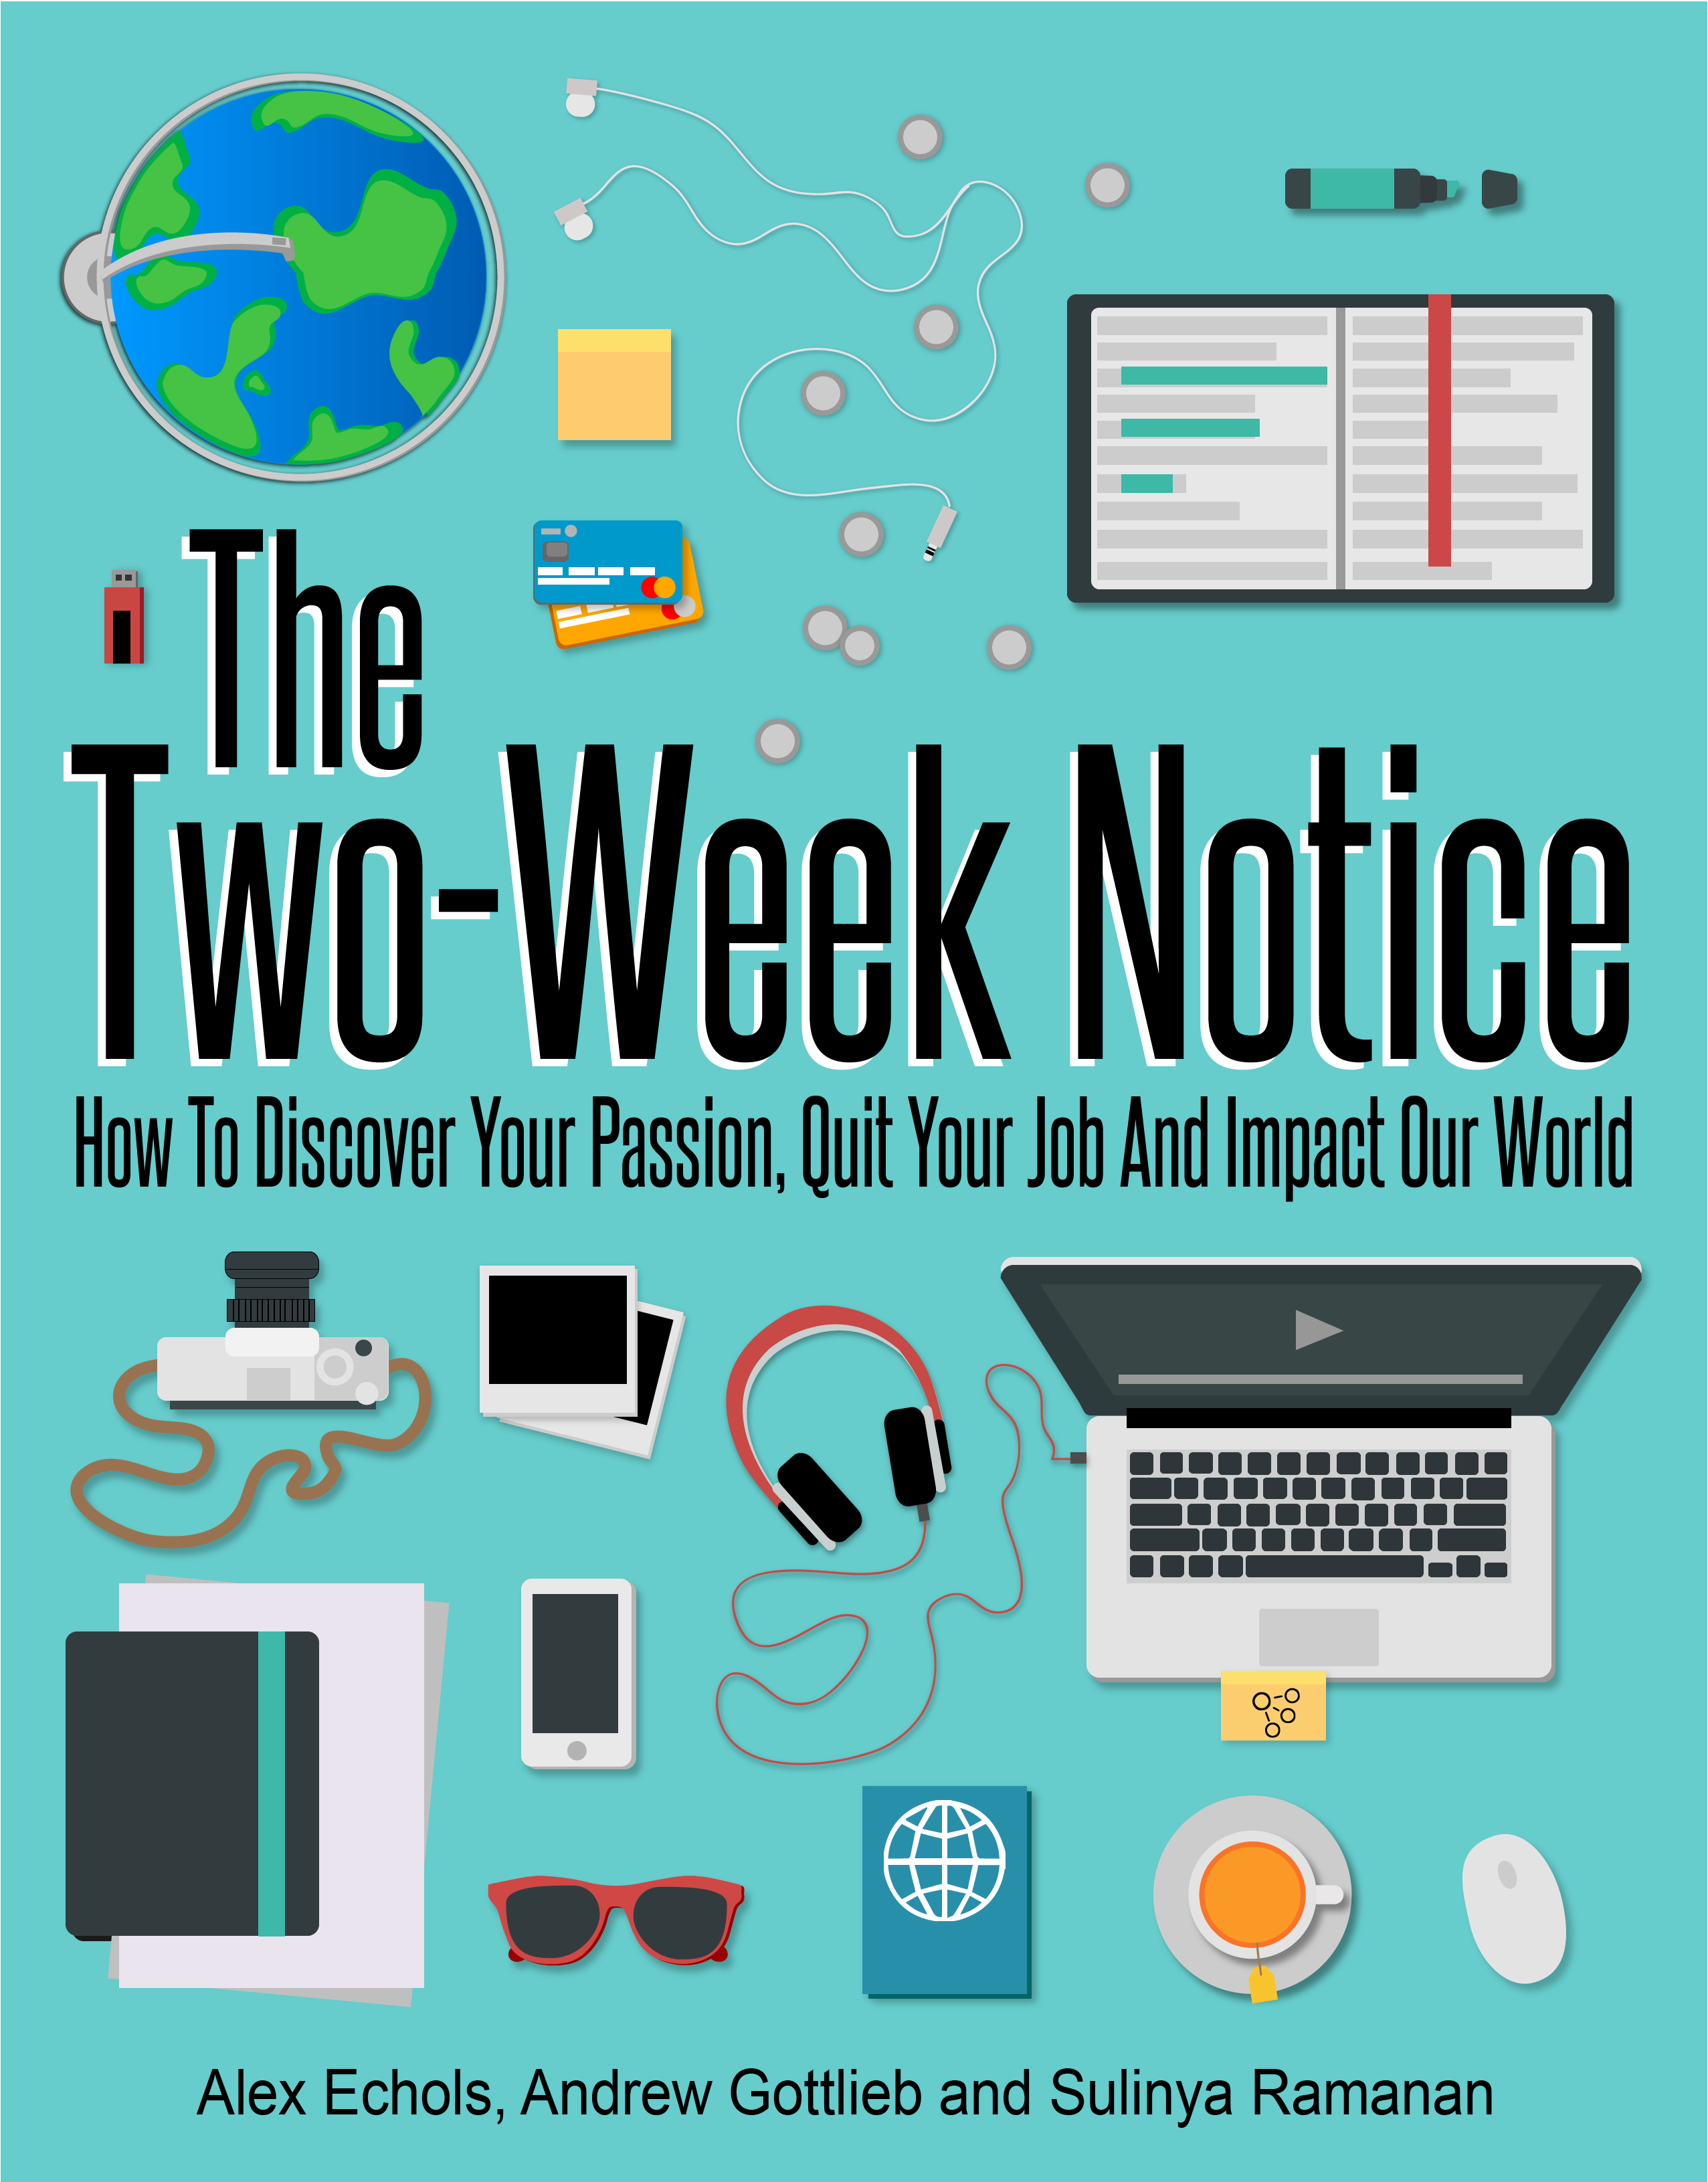 The
Two-Week Notice
How To Discover Your Passion, Quit Your Job And Impact Our World
Alex Echols, Andrew Gottlieb and Sulinya Ramanan